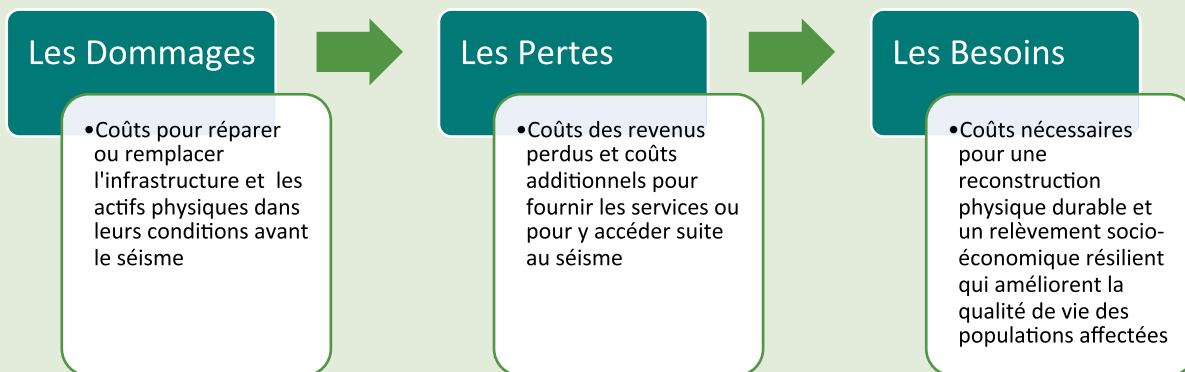 Les Dommages
•Coûts pour réparer
ou remplacer
l'infrastructure et les
actifs physiques dans
leurs conditions avant
le séisme
Les Pertes
•Coûts des revenus
perdus et coûts
additionnels pour
fournir les services ou
pour y accéder suite
au séisme
Les Besoins
•Coûts nécessaires
pour une
reconstruction
physique durable et
un relèvement socio-
économique résilient
qui améliorent la
qualité de vie des
populations affectées